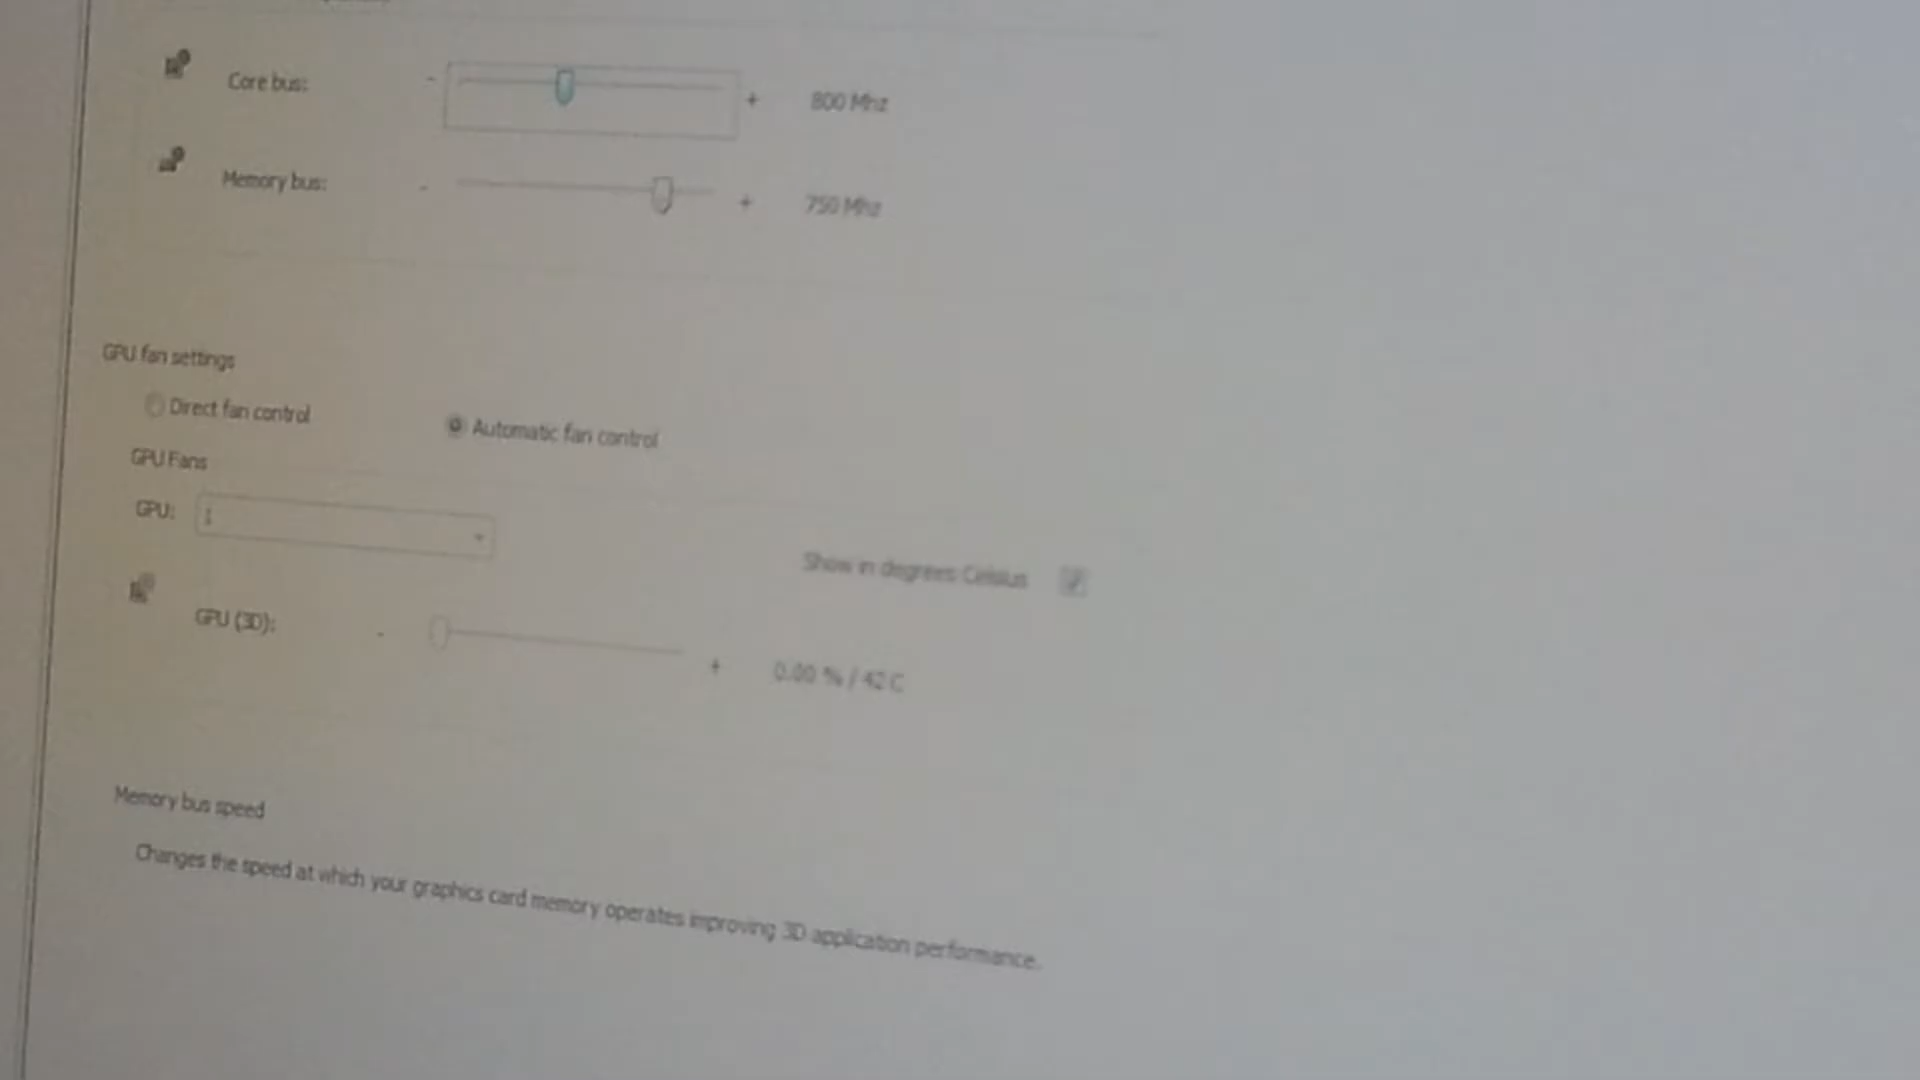 Core bus: - + 800 Mhz
Memory bus: - + 750 Mhz
GPU fan settings
Direct fan control Automatic fan control
GPU Fans
GPU: 1
Show in degrees Celsius
GPU (3D): - + 0.00 % / 42 C
Memory bus speed
Changes the speed at which your graphics card memory operates improving 3D application performance.